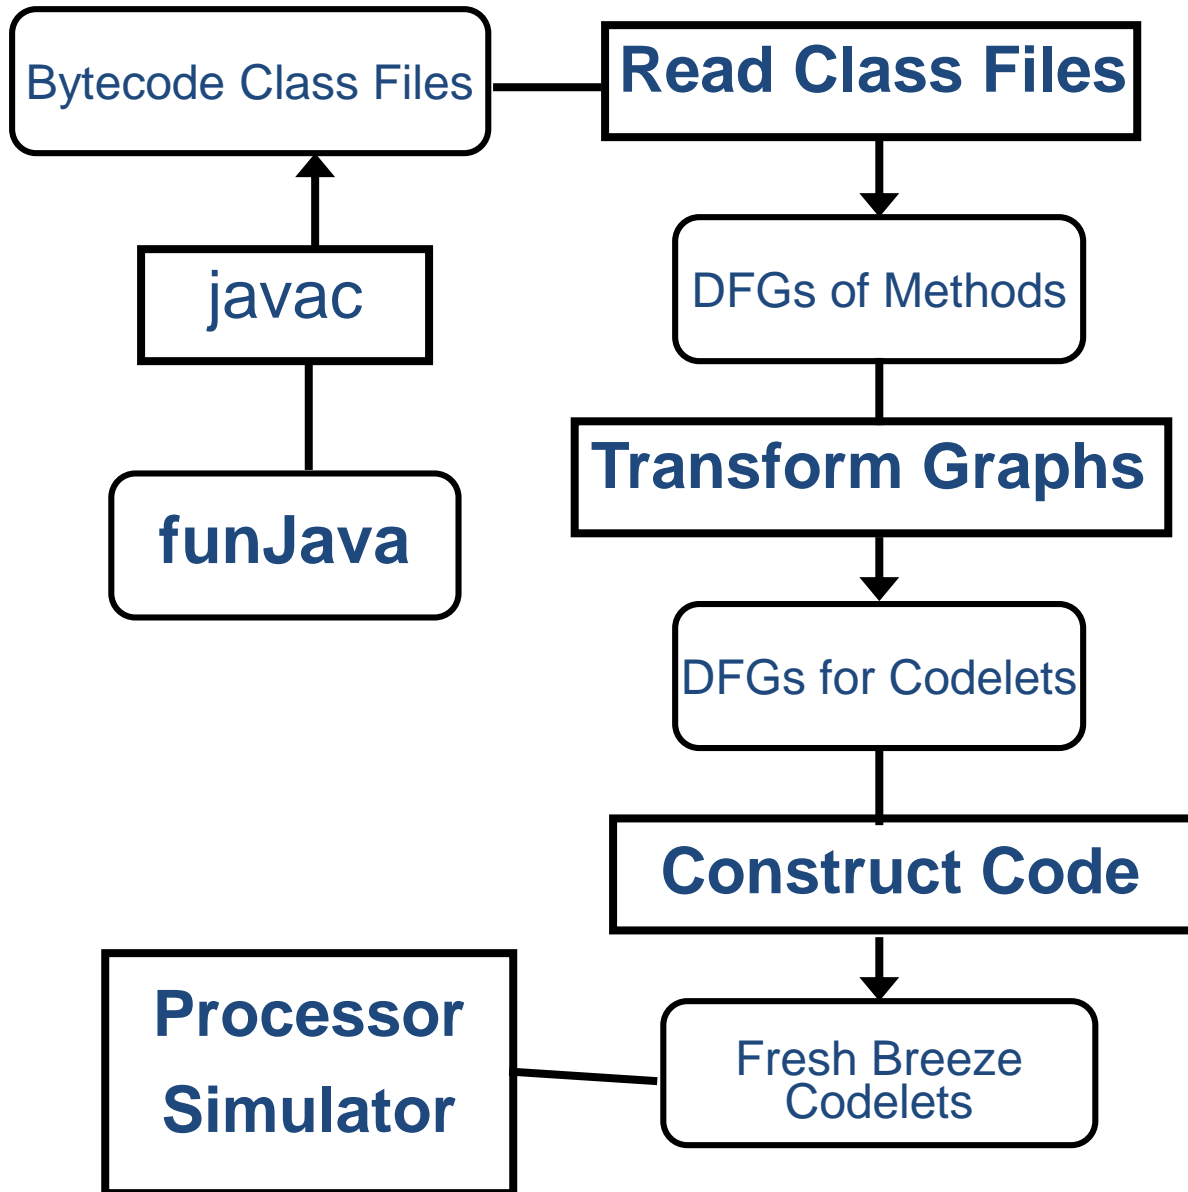 Bytecode Class Files
Read Class Files
javac
DFGs of Methods
funJava
Transform Graphs
DFGs for Codelets
Construct Code
Processor
Simulator
Fresh Breeze
Codelets